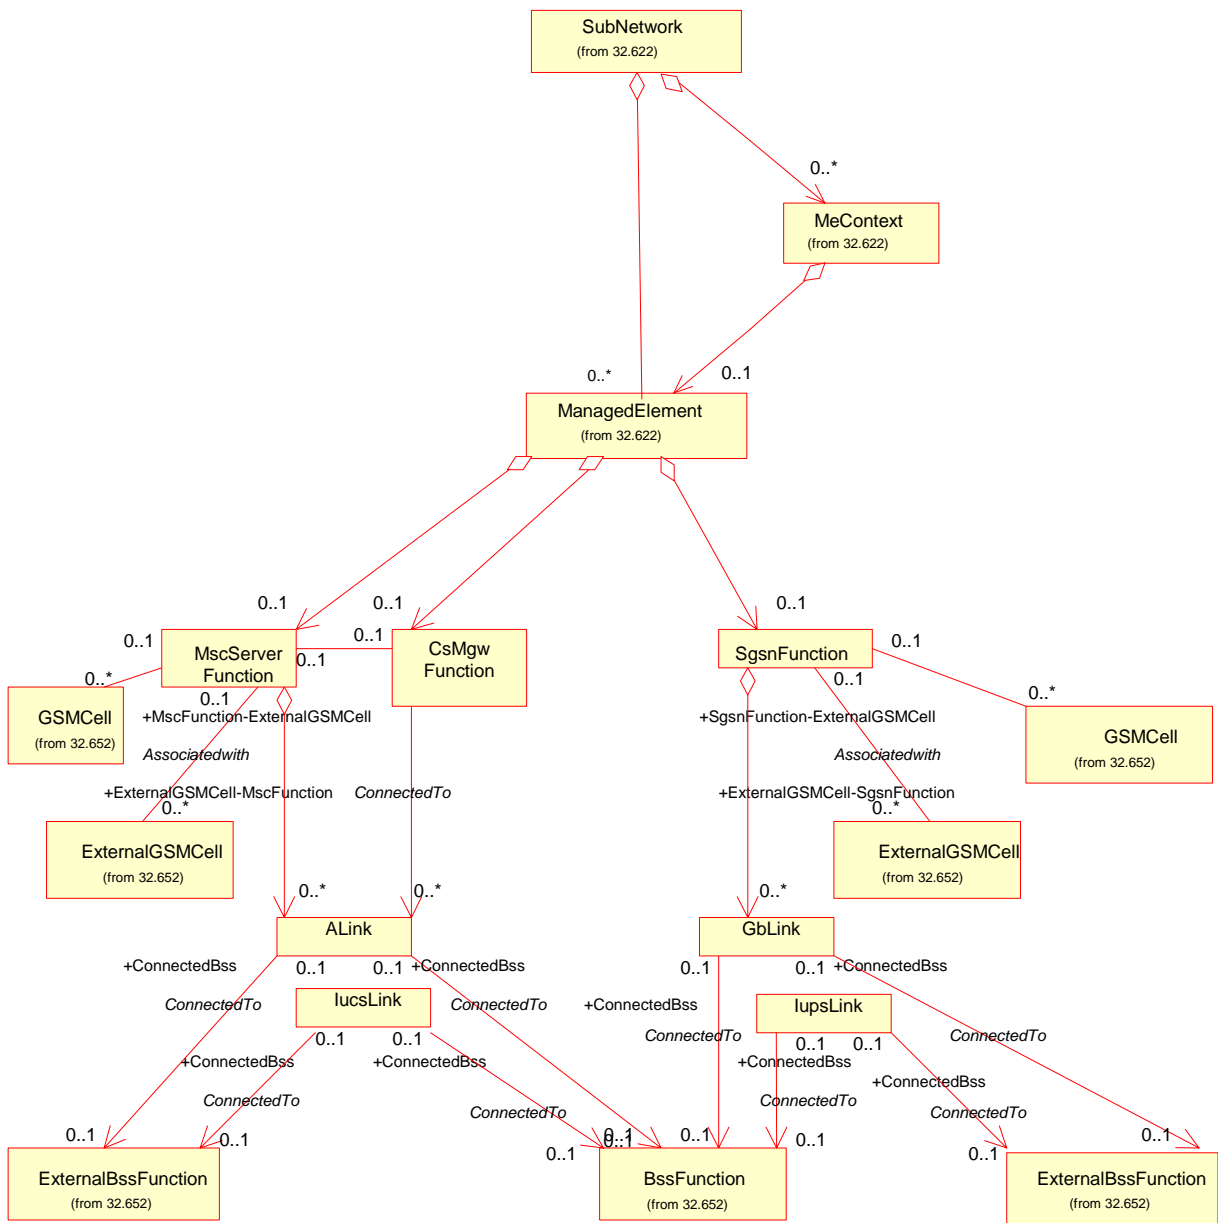 SubNetwork
(from 32.622)
0..*
MeContext
(from 32.622)
0..*
0..1
ManagedElement
(from 32.622)
0..1
0..1
0..1
0..1
0..1
0..1
0..1
MscServer
Function
CsMgw
Function
SgsnFunction
0..*
0..1
0..1
0..*
GSMCell
(from 32.652)
+MscFunction-ExternalGSMCell
+SgsnFunction-ExternalGSMCell
GSMCell
(from 32.652)
Associatedwith
Associatedwith
+ExternalGSMCell-MscFunction
ConnectedTo
+ExternalGSMCell-SgsnFunction
0..*
0..*
ExternalGSMCell
(from 32.652)
ExternalGSMCell
(from 32.652)
0..*
0..*
0..*
ALink
GbLink
+ConnectedBss
0..1
0..1
+ConnectedBss
0..1
0..1
+ConnectedBss
ConnectedTo
IucsLink
ConnectedTo
+ConnectedBss
IupsLink
0..1
0..1
ConnectedTo
0..1
0..1
ConnectedTo
+ConnectedBss
+ConnectedBss
+ConnectedBss
+ConnectedBss
ConnectedTo
ConnectedTo
ConnectedTo
ConnectedTo
0..1
0..1
0..1
0..1
0..1
0..1
0..1
0..1
0..1
ExternalBssFunction
(from 32.652)
BssFunction
(from 32.652)
ExternalBssFunction
(from 32.652)